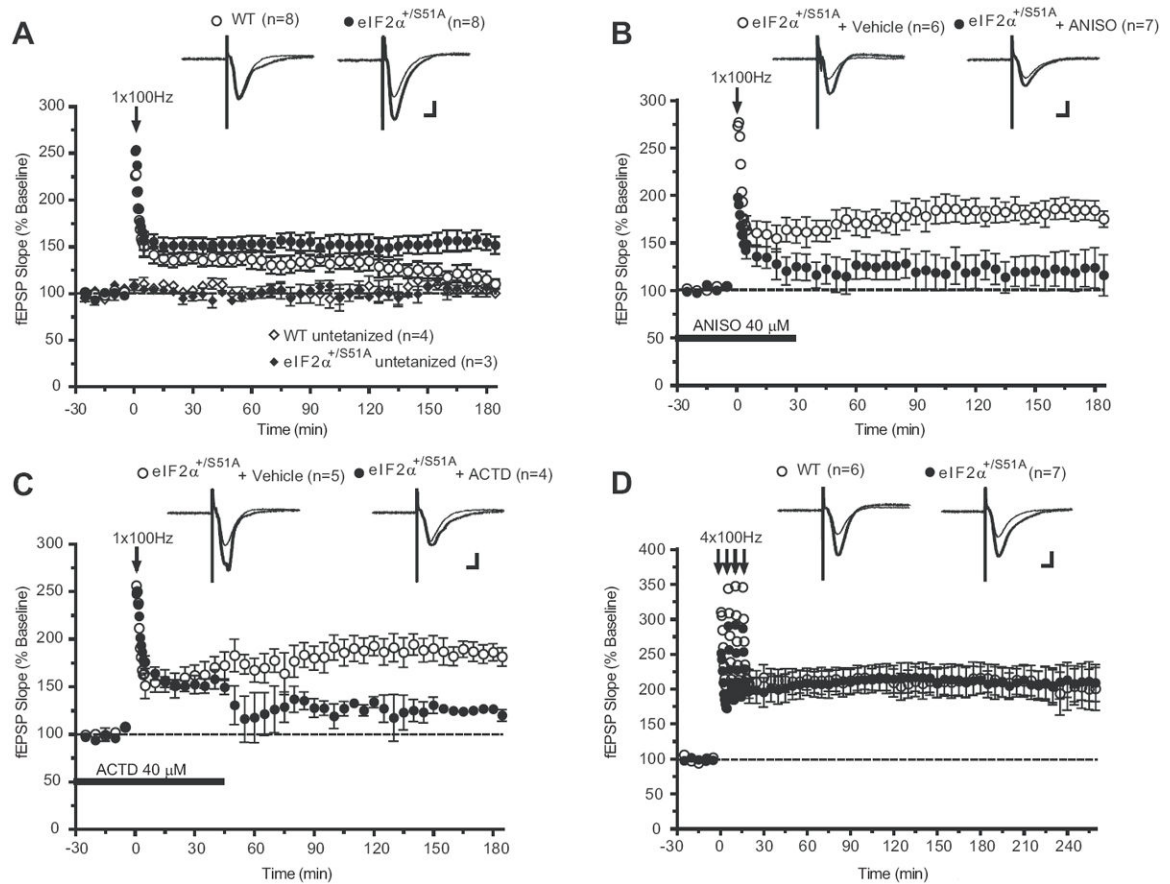 A
WT (n=8) eIF2α+/S51A (n=8)
1x100Hz
fEPSP Slope (% Baseline)
300
250
200
150
100
50
0
WT untetanized (n=4)
eIF2α+/S51A untetanized (n=3)
-30 0 30 60 90 120 150 180
Time (min)
B
eIF2α+/S51A + Vehicle (n=6) eIF2α+/S51A + ANISO (n=7)
1x100Hz
fEPSP Slope (% Baseline)
300
250
200
150
100
50
0
ANISO 40 μM
-30 0 30 60 90 120 150 180
Time (min)
C
eIF2α+/S51A + Vehicle (n=5) eIF2α+/S51A + ACTD (n=4)
1x100Hz
fEPSP Slope (% Baseline)
300
250
200
150
100
50
0
ACTD 40 μM
-30 0 30 60 90 120 150 180
Time (min)
D
WT (n=6) eIF2α+/S51A (n=7)
4x100Hz
fEPSP Slope (% Baseline)
400
350
300
250
200
150
100
50
0
-30 0 30 60 90 120 150 180 210 240
Time (min)